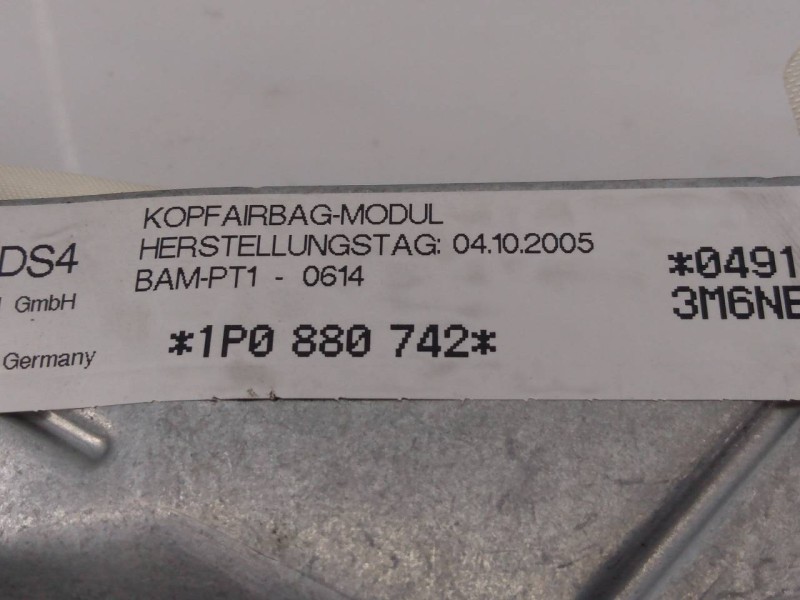 DS4
GmbH
Germany
KOPFAIRBAG-MODUL
HERSTELLUNGSTAG: 04.10.2005
BAM-PT1 - 0614
*1P0 880 742*
*0491
3M6NE